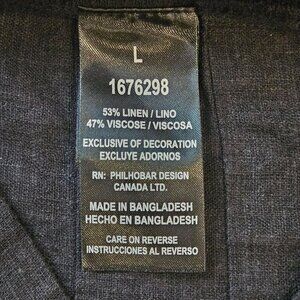 L
1676298
53% LINEN / LINO
47% VISCOSE / VISCOSA
EXCLUSIVE OF DECORATION
EXCLUYE ADORNOS
RN: PHILHOBAR DESIGN
CANADA LTD.
MADE IN BANGLADESH
HECHO EN BANGLADESH
CARE ON REVERSE
INSTRUCCIONES AL REVERSO